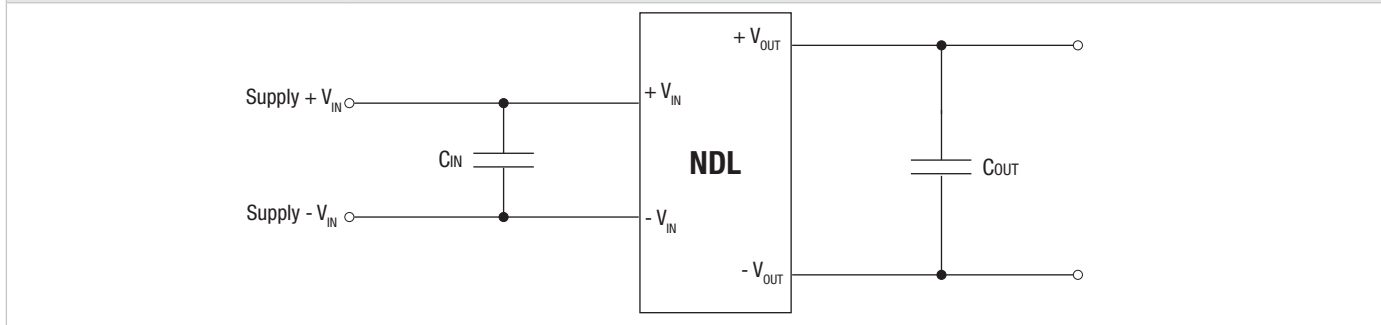 + VOUT
Supply + VIN
+ VIN
CIN
NDL
COUT
Supply - VIN
- VIN
- VOUT